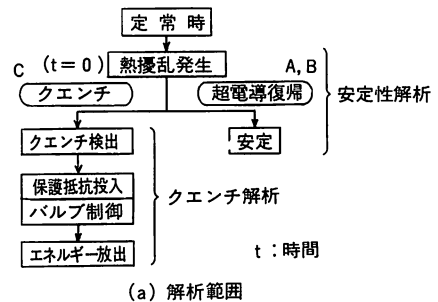 定常時
C (t=0) 熱擾乱発生 A, B
クエンチ 超電導復帰 安定性解析
クエンチ検出 安定
保護抵抗投入
バルブ制御 クエンチ解析
エネルギー放出 t:時間
(a) 解析範囲